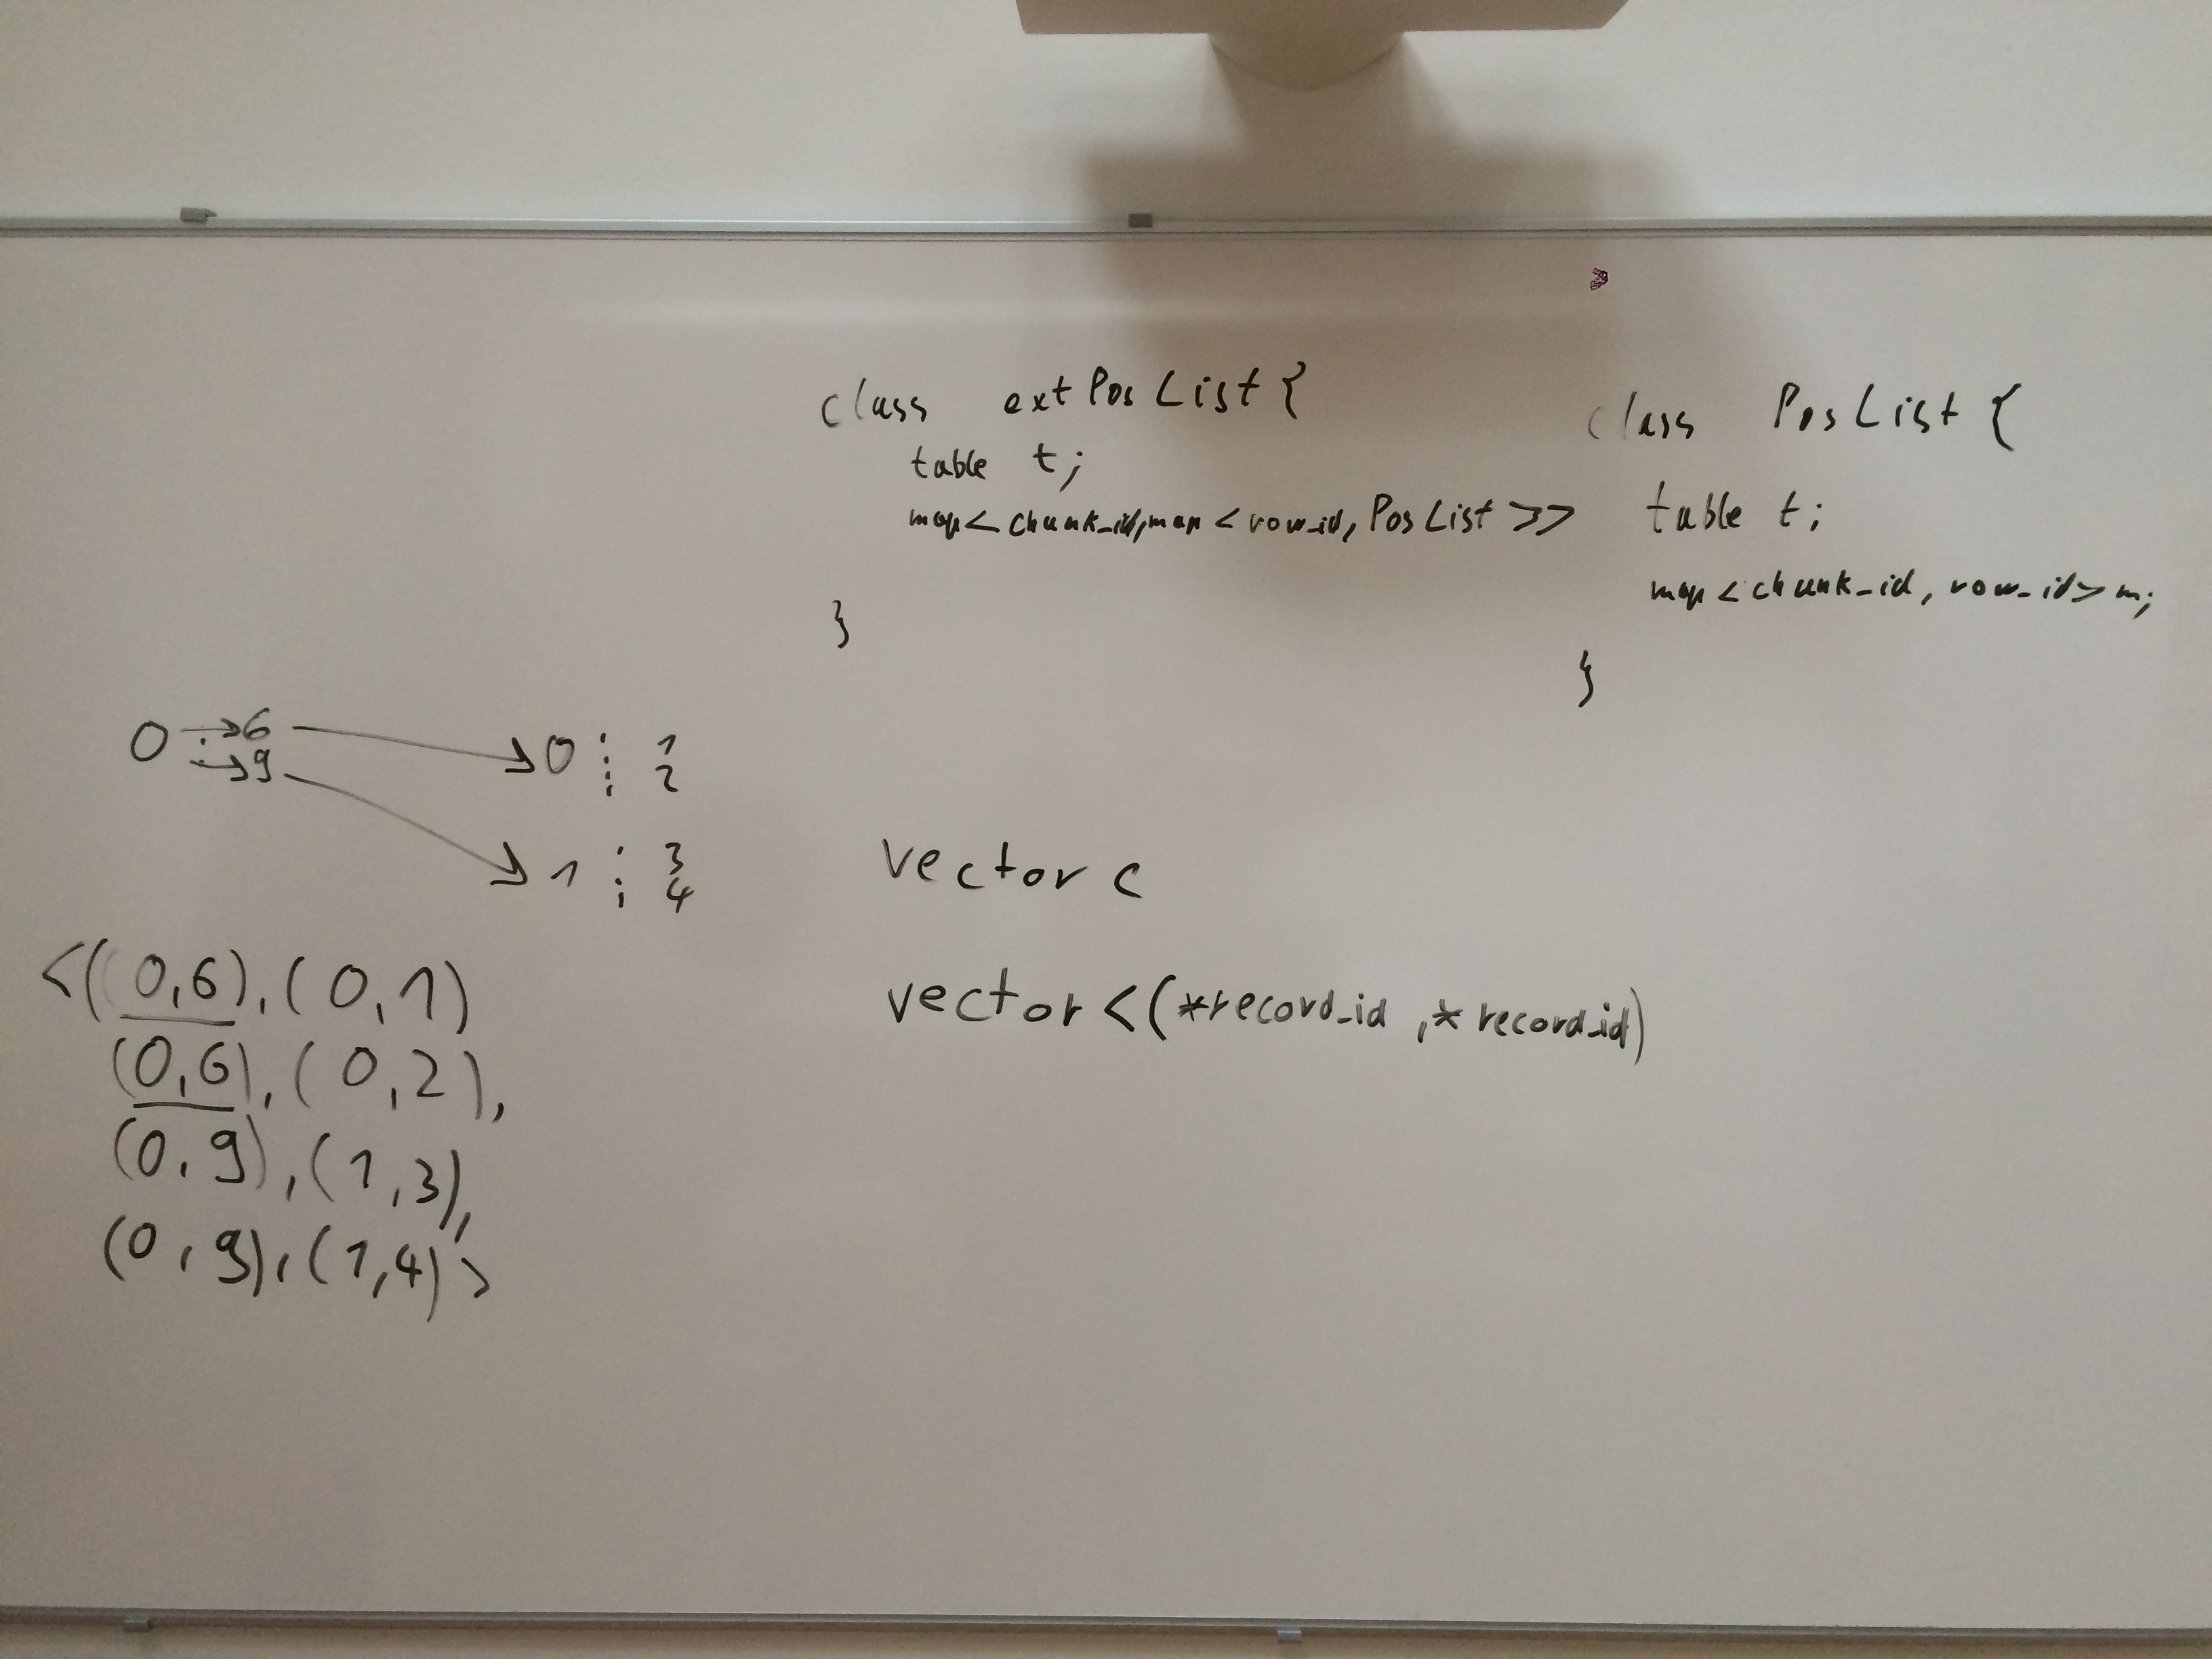 class extPosList {
table t;
map<chunk_id,map<row_id, PosList>>
}
class PosList {
table t;
map<chunk_id, row_id> m;
}
0 → 6 → 0 : 1
: 2
→ 9 → 1 : 3
: 4
<((0,6),(0,1)
(0,6),(0,2),
(0,9),(1,3),
(0,9),(1,4)>
vector c
vector <(*record_id ,* record_id)